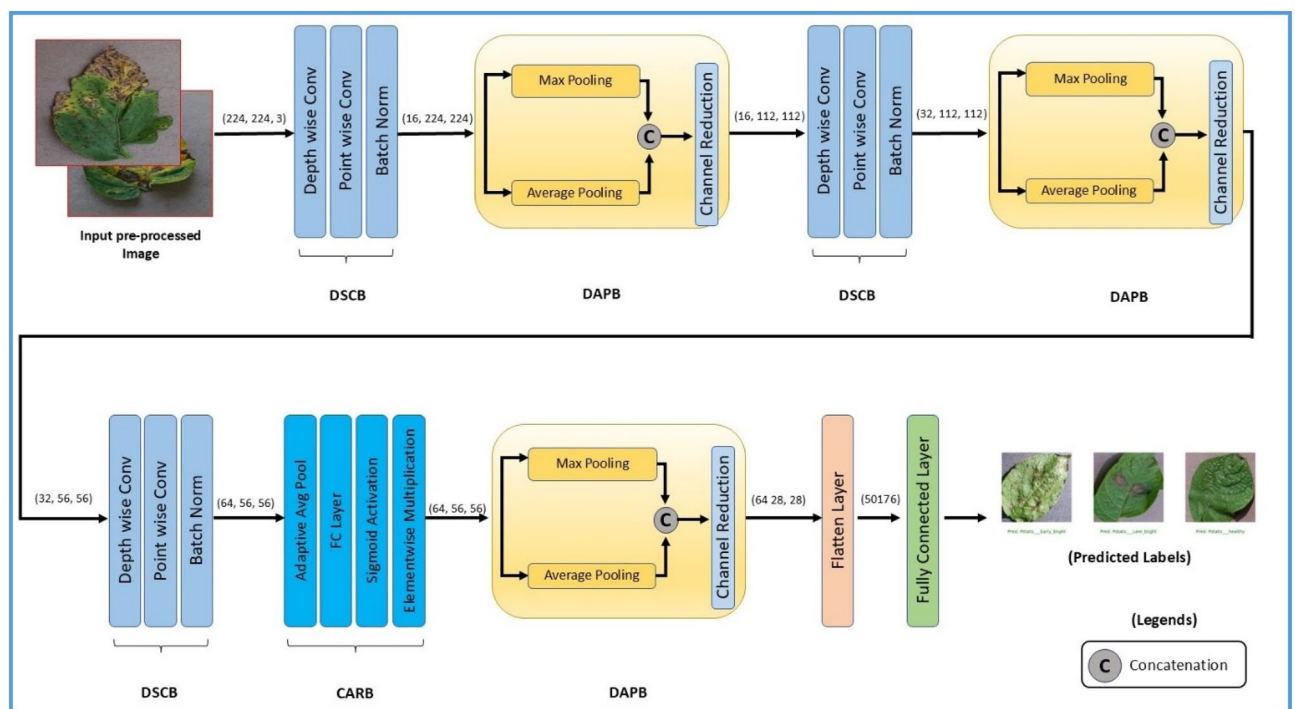 Input pre-processed
Image
(224, 224, 3)
Depth wise Conv
Point wise Conv
Batch Norm
DSCB
(16, 224, 224)
Max Pooling
C
Average Pooling
Channel Reduction
DAPB
(16, 112, 112)
Depth wise Conv
Point wise Conv
Batch Norm
DSCB
(32, 112, 112)
Max Pooling
C
Average Pooling
Channel Reduction
DAPB
(32, 56, 56)
Depth wise Conv
Point wise Conv
Batch Norm
DSCB
(64, 56, 56)
Adaptive Avg Pool
FC Layer
Sigmoid Activation
Elementwise Multiplication
CARB
(64, 56, 56)
Max Pooling
C
Average Pooling
Channel Reduction
DAPB
(64 28, 28)
Flatten Layer
(50176)
Fully Connected Layer
Pred: Potato___healthy
(Predicted Labels)
(Legends)
C Concatenation